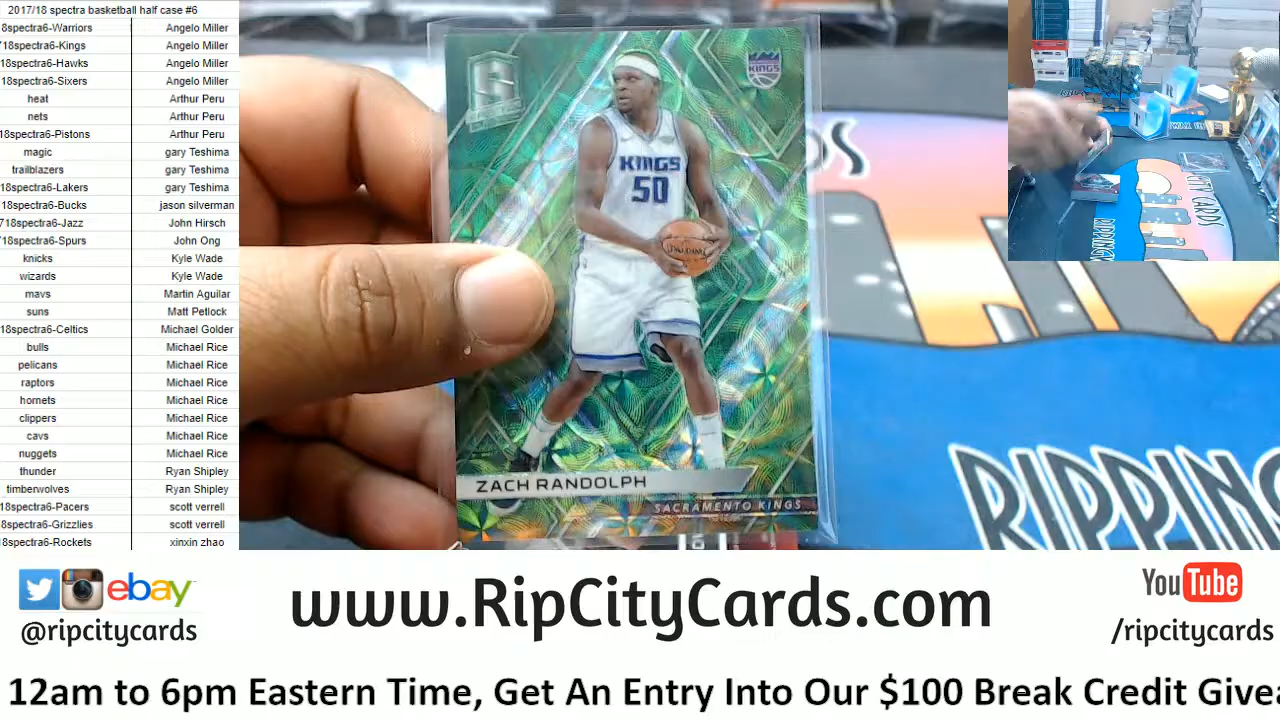 2017/18 spectra basketball half case #6
8spectra6-Warriors Angelo Miller
18spectra6-Kings Angelo Miller
18spectra6-Hawks Angelo Miller
18spectra6-Sixers Angelo Miller
heat Arthur Peru
nets Arthur Peru
18spectra6-Pistons Arthur Peru
magic gary Teshima
trailblazers gary Teshima
18spectra6-Lakers gary Teshima
18spectra6-Bucks jason silverman
18spectra6-Jazz John Hirsch
18spectra6-Spurs John Ong
knicks Kyle Wade
wizards Kyle Wade
mavs Martin Aguilar
suns Matt Petlock
18spectra6-Celtics Michael Golder
bulls Michael Rice
pelicans Michael Rice
raptors Michael Rice
hornets Michael Rice
clippers Michael Rice
cavs Michael Rice
nuggets Michael Rice
thunder Ryan Shipley
timberwolves Ryan Shipley
18spectra6-Pacers scott verrell
8spectra6-Grizzlies scott verrell
8spectra6-Rockets xinxin zhao
KINGS
KINGS
50
SPALDING
ZACH RANDOLPH
SACRAMENTO KINGS
DS
RIPPING
R
T
CITY CARDS
RIPPING
ebay
@ripcitycards
www.RipCityCards.com
YouTube
/ripcitycards
12am to 6pm Eastern Time, Get An Entry Into Our $100 Break Credit Givea